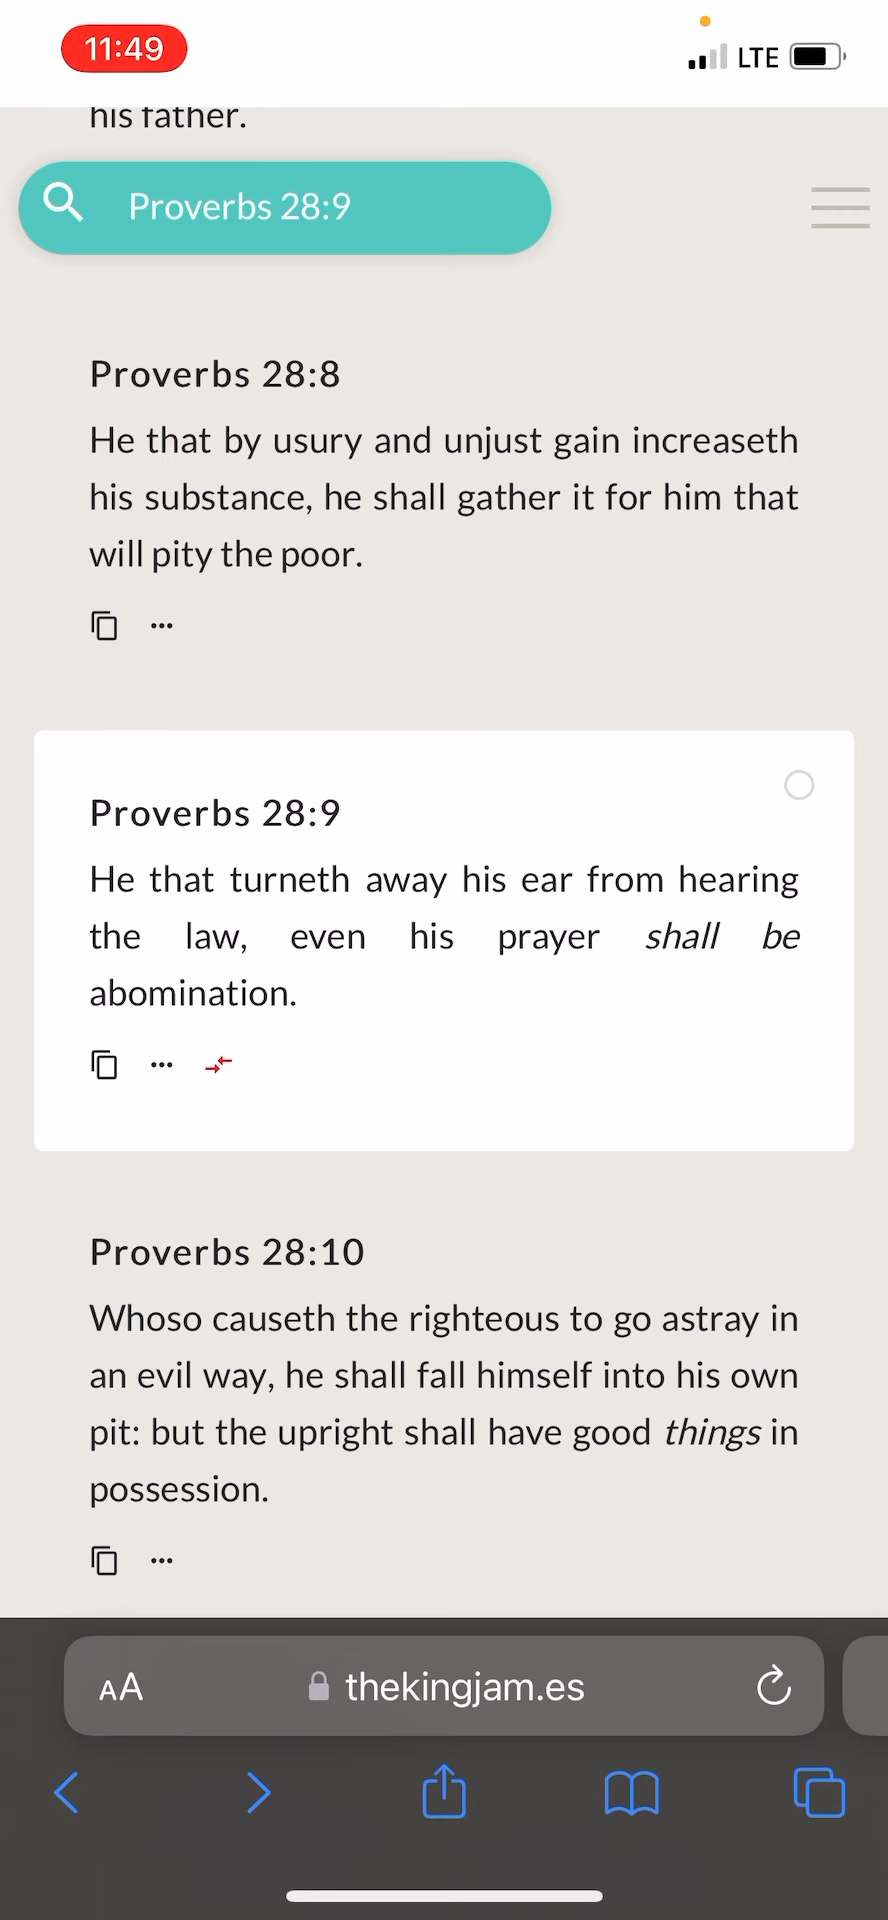 11:49
LTE
his father.
Proverbs 28:9
Proverbs 28:8
He that by usury and unjust gain increaseth
his substance, he shall gather it for him that
will pity the poor.
Proverbs 28:9
He that turneth away his ear from hearing
the law, even his prayer shall be
abomination.
Proverbs 28:10
Whoso causeth the righteous to go astray in
an evil way, he shall fall himself into his own
pit: but the upright shall have good things in
possession.
AA thekingjam.es